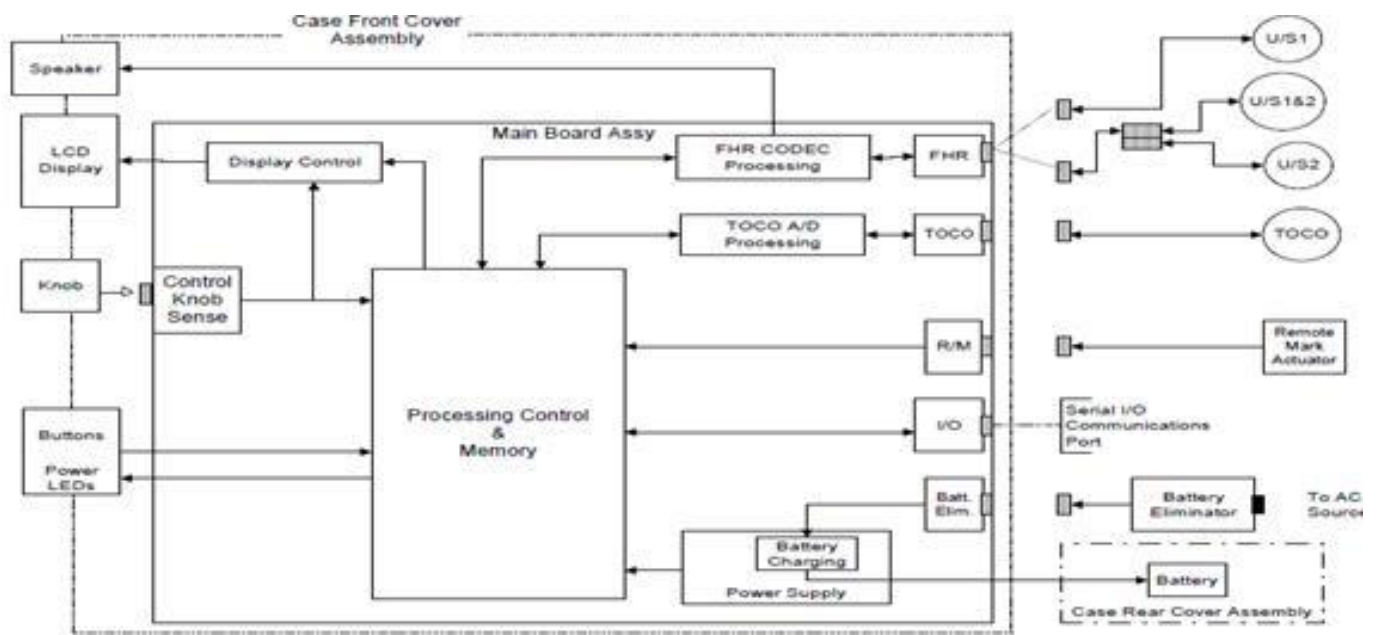 Case Front Cover
Assembly
Speaker
U/S1
U/S1&2
Main Board Assy
LCD
Display
Display Control
FHR CODEC
Processing
FHR
U/S2
TOCO A/D
Processing
TOCO
TOCO
Knob
Control
Knob
Sense
R/M
Remote
Mark
Actuator
Processing Control
&
Memory
Buttons
Power
LEDs
I/O
Serial I/O
Communications
Port
Batt.
Elim.
Battery
Eliminator
To AC
Source
Battery
Charging
Power Supply
Battery
Case Rear Cover Assembly